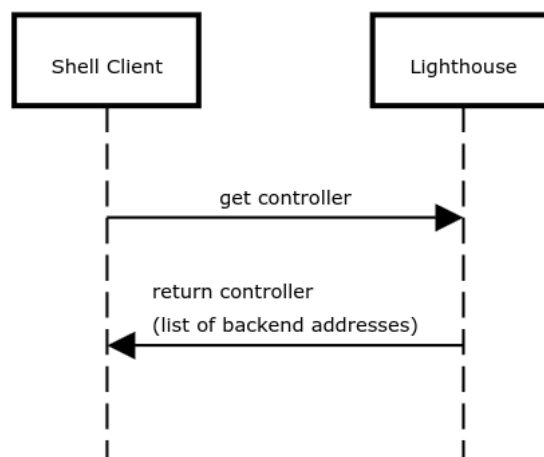 Shell Client
Lighthouse
get controller
return controller
(list of backend addresses)